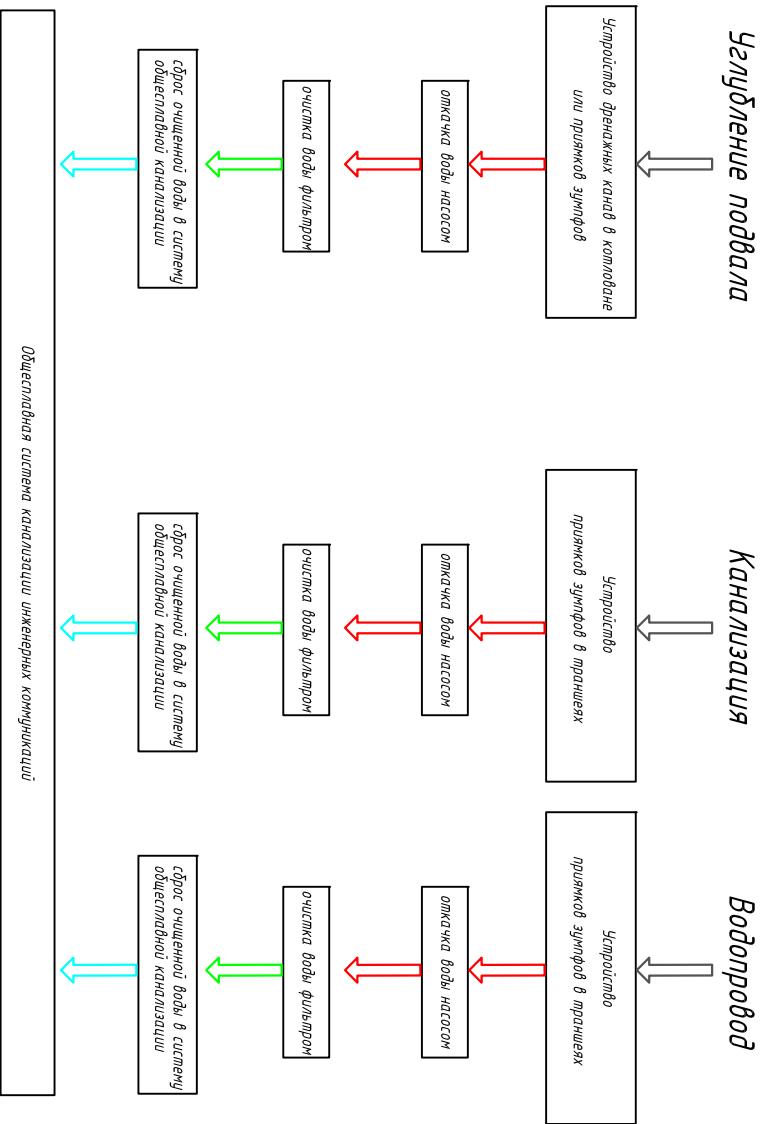 Углубление подвала
Канализация
Водопровод
Устройство дренажных канав в котловане
или приямков зумпфов
Устройство
приямков зумпфов в траншеях
Устройство
приямков зумпфов в траншеях
откачка воды насосом
откачка воды насосом
откачка воды насосом
очистка воды фильтром
очистка воды фильтром
очистка воды фильтром
сброс очищенной воды в систему
общесплавной канализации
сброс очищенной воды в систему
общесплавной канализации
сброс очищенной воды в систему
общесплавной канализации
Общесплавная система канализации инженерных коммуникаций